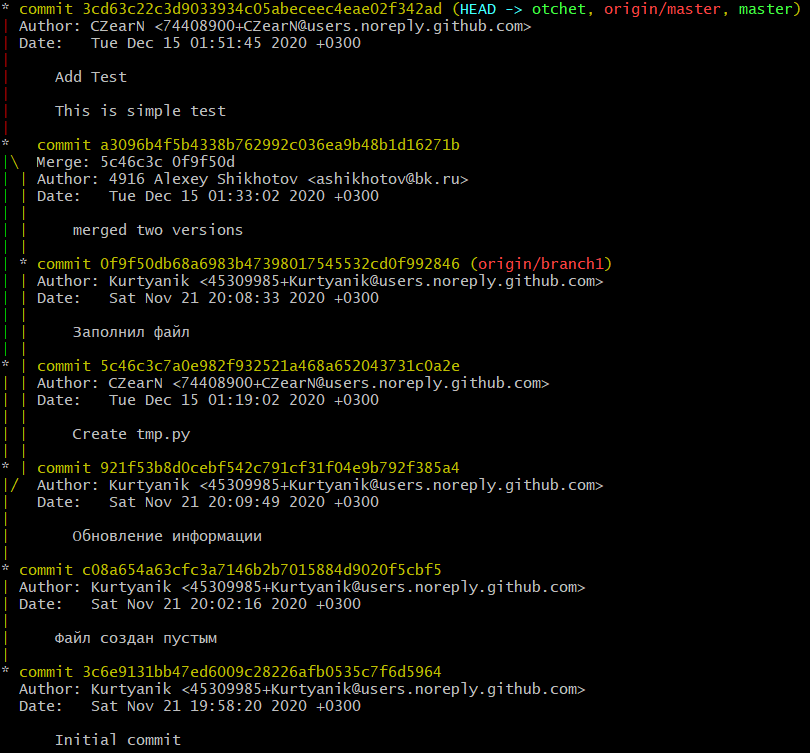 * commit 3cd63c22c3d9033934c05abeceec4eae02f342ad (HEAD -> otchet, origin/master, master)
| Author: CZearN <74408900+CZearN@users.noreply.github.com>
| Date:   Tue Dec 15 01:51:45 2020 +0300
|
|     Add Test
|
|     This is simple test
|
*   commit a3096b4f5b4338b762992c036ea9b48b1d16271b
|\  Merge: 5c46c3c 0f9f50d
| | Author: 4916 Alexey Shikhotov <ashikhotov@bk.ru>
| | Date:   Tue Dec 15 01:33:02 2020 +0300
| |
| |     merged two versions
| |
| * commit 0f9f50db68a6983b47398017545532cd0f992846 (origin/branch1)
| | Author: Kurtyanik <45309985+Kurtyanik@users.noreply.github.com>
| | Date:   Sat Nov 21 20:08:33 2020 +0300
| |
| |     Заполнил файл
| |
* | commit 5c46c3c7a0e982f932521a468a652043731c0a2e
| | Author: CZearN <74408900+CZearN@users.noreply.github.com>
| | Date:   Tue Dec 15 01:19:02 2020 +0300
| |
| |     Create tmp.py
| |
* | commit 921f53b8d0cebf542c791cf31f04e9b792f385a4
|/  Author: Kurtyanik <45309985+Kurtyanik@users.noreply.github.com>
|   Date:   Sat Nov 21 20:09:49 2020 +0300
|
|       Обновление информации
|
* commit c08a654a63cfc3a7146b2b7015884d9020f5cbf5
| Author: Kurtyanik <45309985+Kurtyanik@users.noreply.github.com>
| Date:   Sat Nov 21 20:02:16 2020 +0300
|
|     Файл создан пустым
|
* commit 3c6e9131bb47ed6009c28226afb0535c7f6d5964
  Author: Kurtyanik <45309985+Kurtyanik@users.noreply.github.com>
  Date:   Sat Nov 21 19:58:20 2020 +0300

      Initial commit